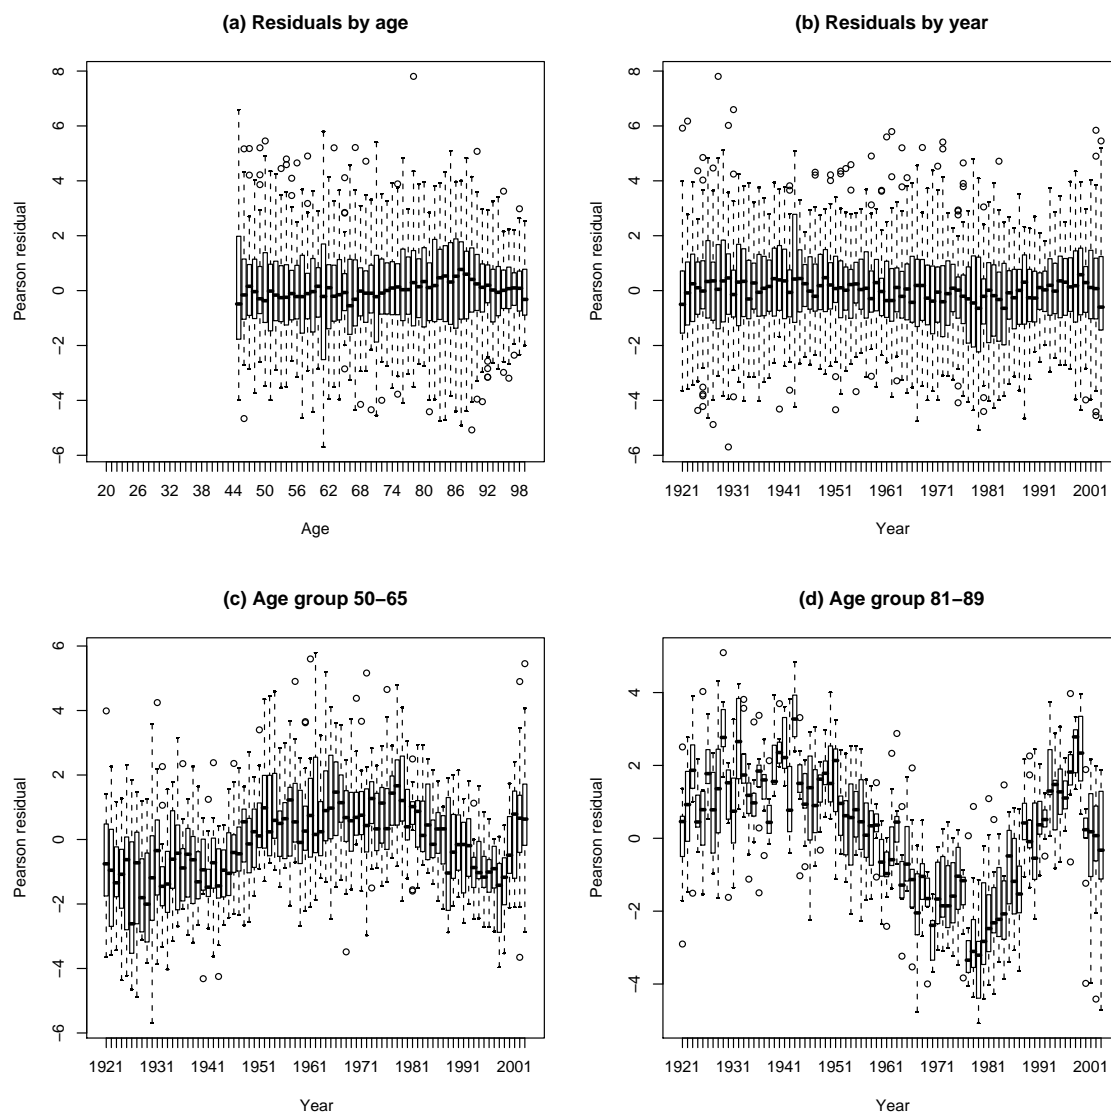 (a) Residuals by age
Pearson residual
8
6
4
2
0
−2
−4
−6
20 26 32 38 44 50 56 62 68 74 80 86 92 98
Age
(b) Residuals by year
Pearson residual
8
6
4
2
0
−2
−4
−6
1921 1931 1941 1951 1961 1971 1981 1991 2001
Year
(c) Age group 50−65
Pearson residual
6
4
2
0
−2
−4
−6
1921 1931 1941 1951 1961 1971 1981 1991 2001
Year
(d) Age group 81−89
Pearson residual
4
2
0
−2
−4
1921 1931 1941 1951 1961 1971 1981 1991 2001
Year